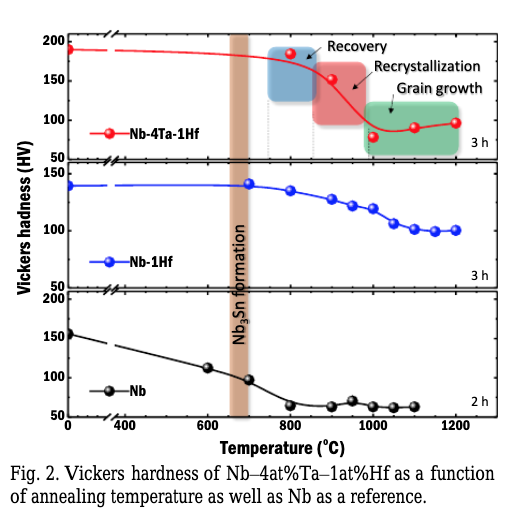 200
150
100
50
Recovery
Recrystallization
Grain growth
Nb-4Ta-1Hf
3 h
150
100
50
Nb-1Hf
3 h
200
150
100
50
Nb
2 h
Nb₃Sn formation
Vickers hadness (HV)
0 400 600 800 1000 1200
Temperature (°C)
Fig. 2. Vickers hardness of Nb–4at%Ta–1at%Hf as a function
of annealing temperature as well as Nb as a reference.